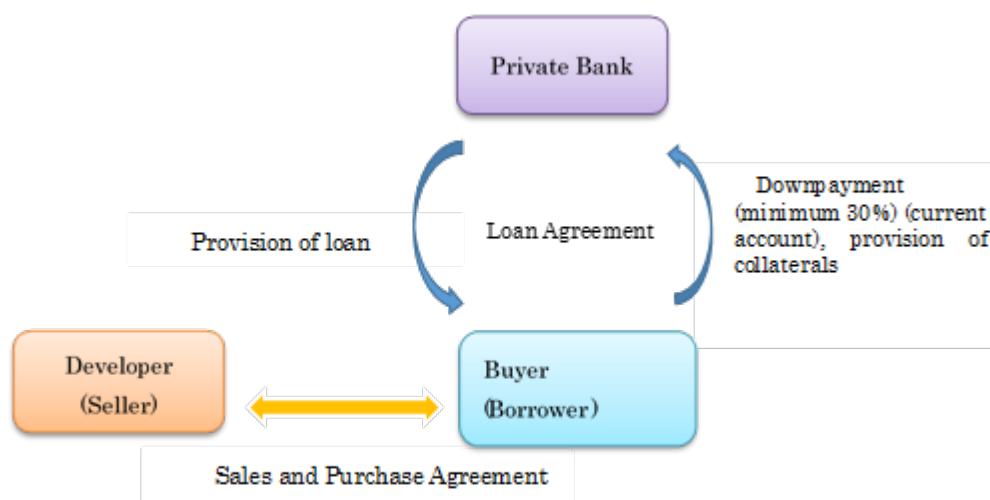 Private Bank
Provision of loan
Loan Agreement
Downpayment
(minimum 30%) (current
account), provision of
collaterals
Developer
(Seller)
Buyer
(Borrower)
Sales and Purchase Agreement